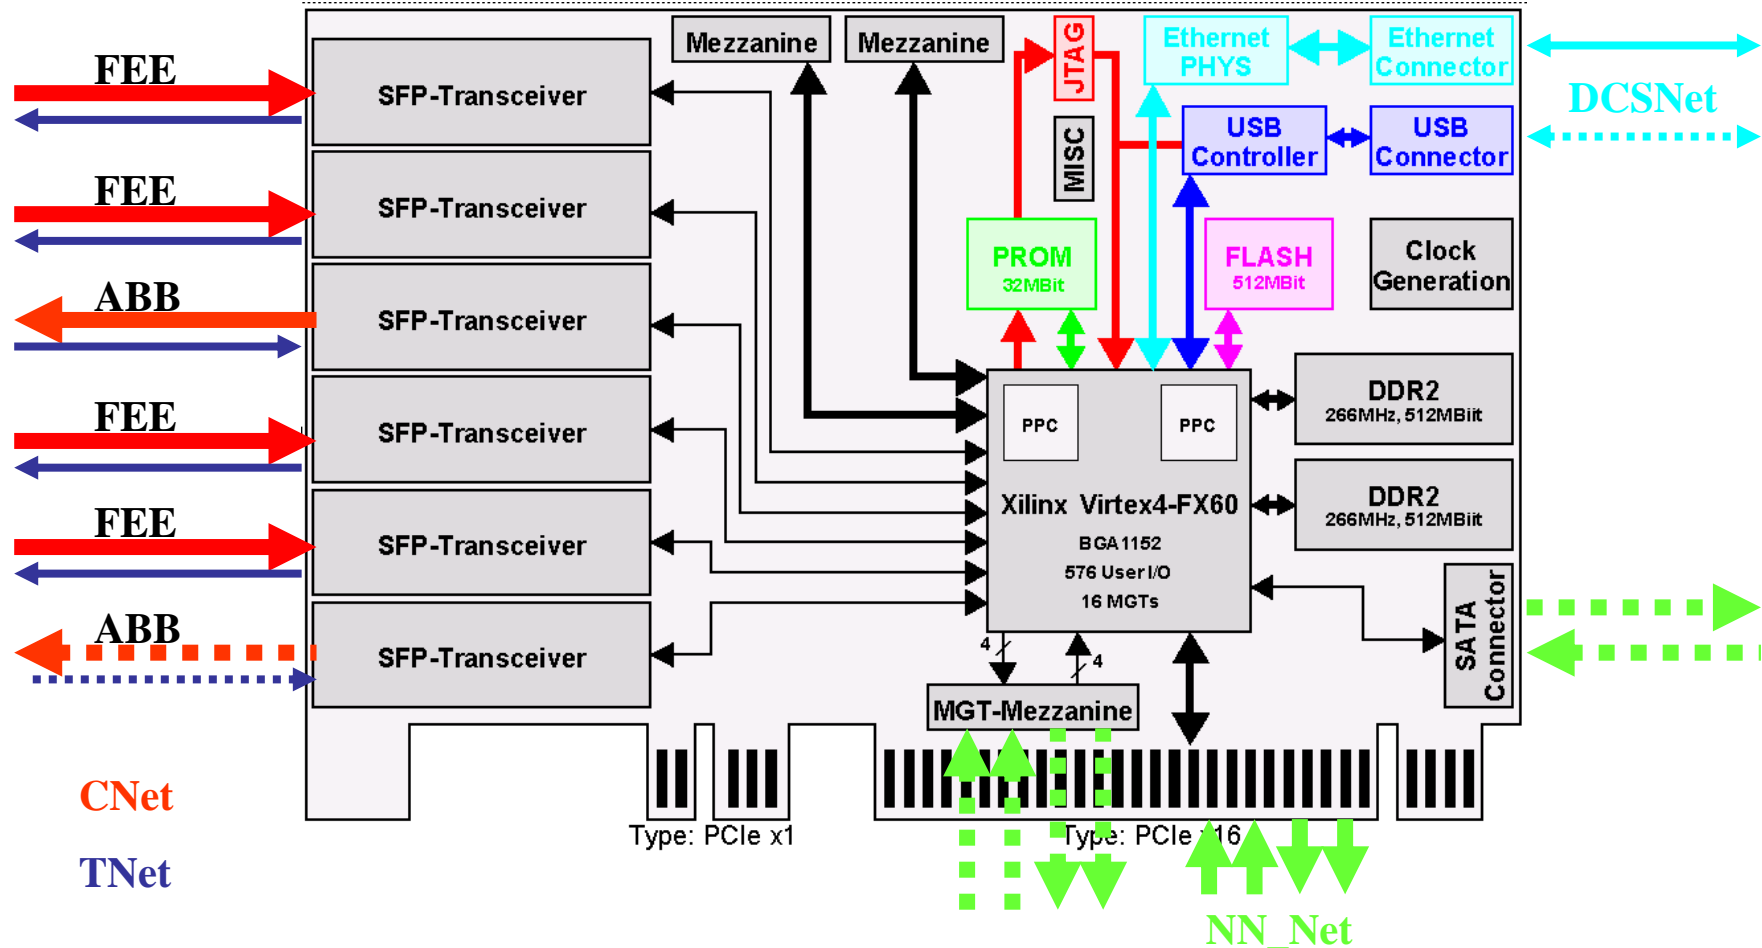 Mezzanine
Mezzanine
JTAG
Ethernet
PHYS
Ethernet
Connector
FEE
SFP-Transceiver
DCSNet
USB
Controller
USB
Connector
MISC
FEE
SFP-Transceiver
PROM
32MBit
FLASH
512MBit
Clock
Generation
ABB
SFP-Transceiver
FEE
SFP-Transceiver
PPC
PPC
DDR2
266MHz, 512MBiit
Xilinx Virtex4-FX60
BGA1152
576 User I/O
16 MGTs
DDR2
266MHz, 512MBiit
FEE
SFP-Transceiver
ABB
SFP-Transceiver
4
4
SATA
Connector
MGT-Mezzanine
CNet
TNet
Type: PCIe x1
Type: PCIe x16
NN_Net